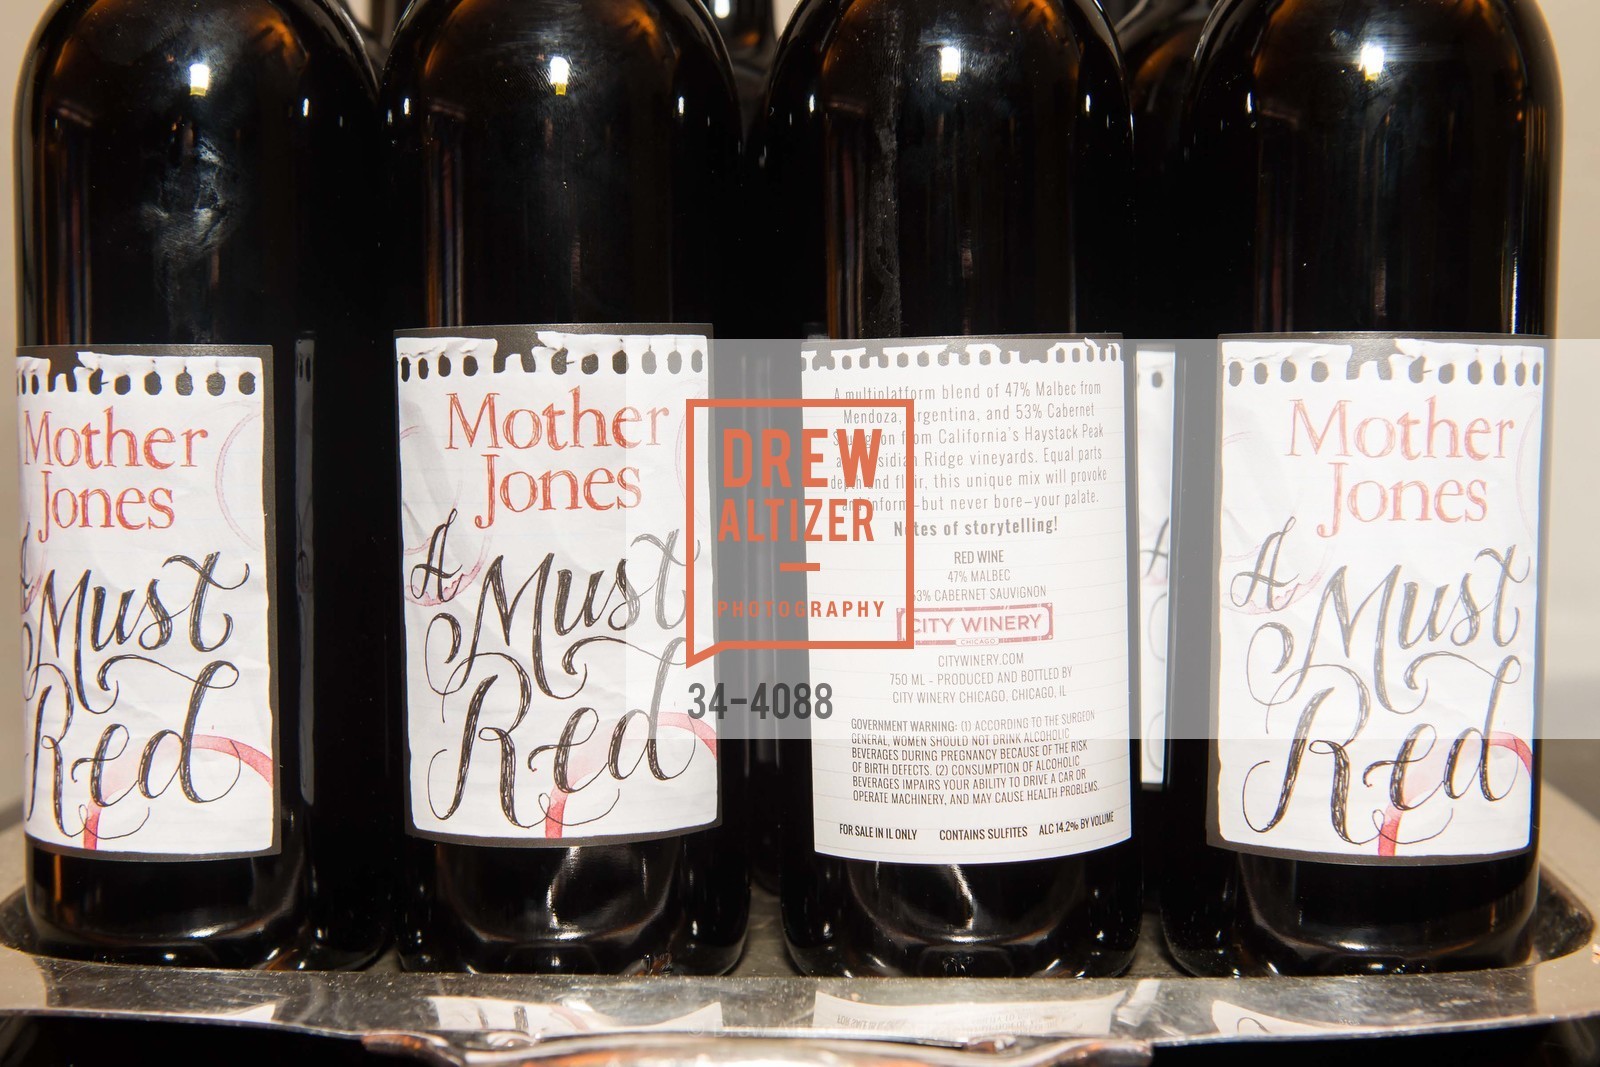 Mother
Jones
A
Must
Red
Mother
Jones
A
Must
Red
A multiplatform blend of 47% Malbec from
Mendoza, Argentina, and 53% Cabernet
from California's Haystack Peak
Ridge vineyards. Equal parts
this unique mix will provoke
inform—but never bore—your palate.
Notes of storytelling!
RED WINE
47% MALBEC
53% CABERNET SAUVIGNON
CITY WINERY
CHICAGO
CITYWINERY.COM
750 ML - PRODUCED AND BOTTLED BY
CITY WINERY CHICAGO, CHICAGO, IL
GOVERNMENT WARNING: (1) ACCORDING TO THE SURGEON
GENERAL, WOMEN SHOULD NOT DRINK ALCOHOLIC
BEVERAGES DURING PREGNANCY BECAUSE OF THE RISK
OF BIRTH DEFECTS. (2) CONSUMPTION OF ALCOHOLIC
BEVERAGES IMPAIRS YOUR ABILITY TO DRIVE A CAR OR
OPERATE MACHINERY, AND MAY CAUSE HEALTH PROBLEMS.
FOR SALE IN IL ONLY CONTAINS SULFITES ALC 14.2% BY VOLUME
Mother
Jones
A
Must
Red
DREW
ALTIZER
PHOTOGRAPHY
34-4088